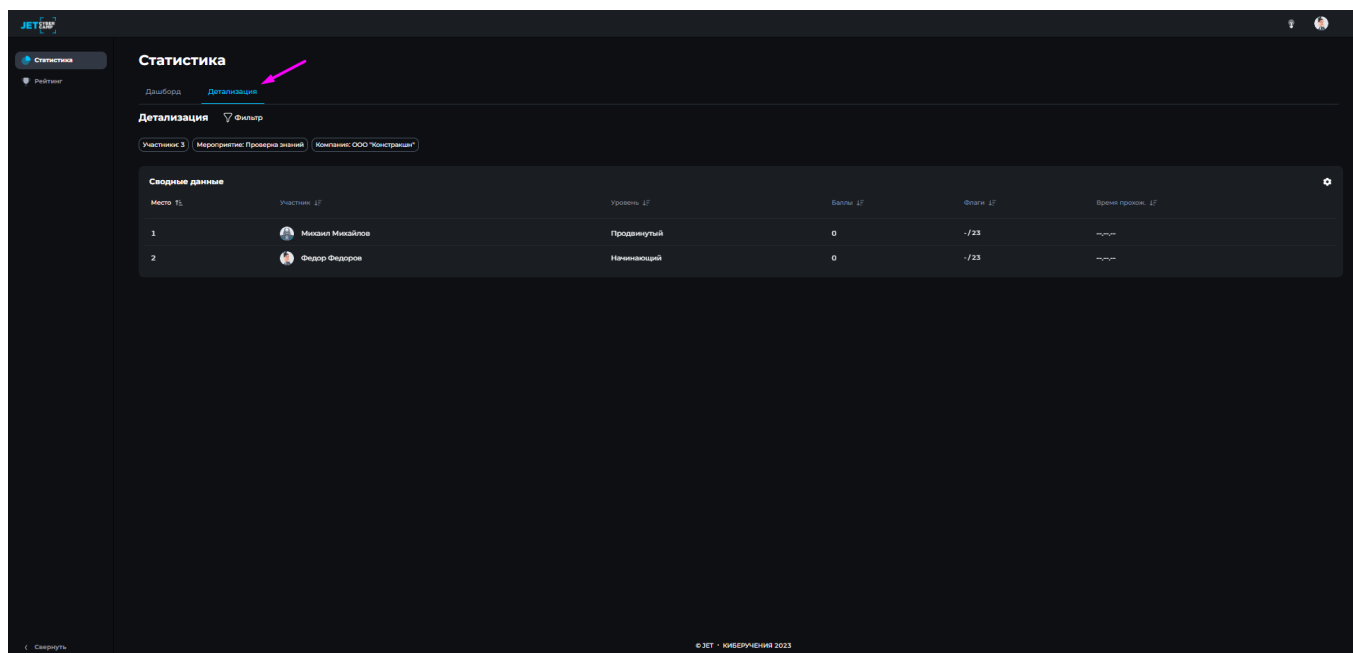 JET CYBER CAMP
Статистика
Рейтинг
Статистика
Дашборд Детализация
Детализация Фильтр
Участники: 3 Мероприятие: Проверка знаний Компания: ООО "Констракшн"
Сводные данные
Место Участник Уровень Баллы Флаги Время прохож.
1 Михаил Михайлов Продвинутый 0 -/23 --,--,--
2 Федор Федоров Начинающий 0 -/23 --,--,--
Свернуть
© JET · КИБЕРУЧЕНИЯ 2023